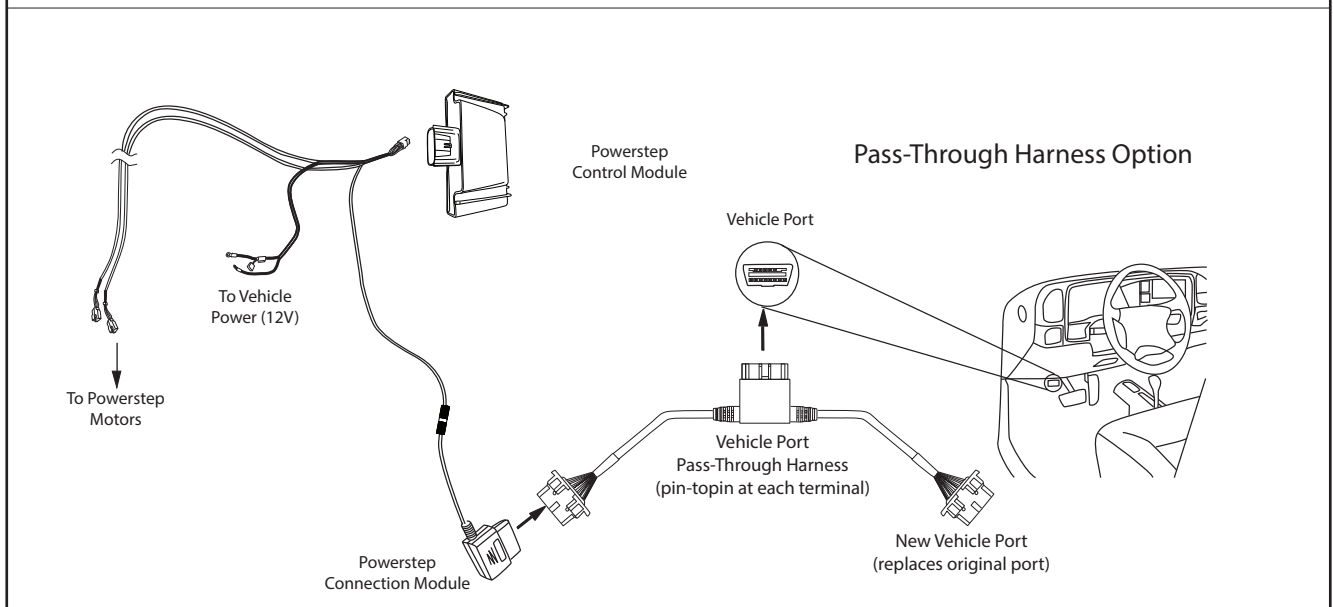 Pass-Through Harness Option
Powerstep
Control Module
Vehicle Port
To Vehicle
Power (12V)
To Powerstep
Motors
Vehicle Port
Pass-Through Harness
(pin-topin at each terminal)
Powerstep
Connection Module
New Vehicle Port
(replaces original port)